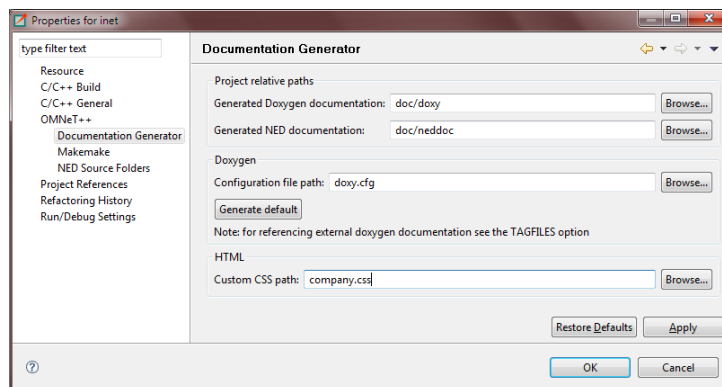 Properties for inet
type filter text
Resource
C/C++ Build
C/C++ General
OMNeT++
Documentation Generator
Makemake
NED Source Folders
Project References
Refactoring History
Run/Debug Settings
Documentation Generator
Project relative paths
Generated Doxygen documentation: doc/doxy Browse...
Generated NED documentation: doc/neddoc Browse...
Doxygen
Configuration file path: doxy.cfg Browse...
Generate default
Note: for referencing external doxygen documentation see the TAGFILES option
HTML
Custom CSS path: company.css Browse...
Restore Defaults Apply
OK Cancel